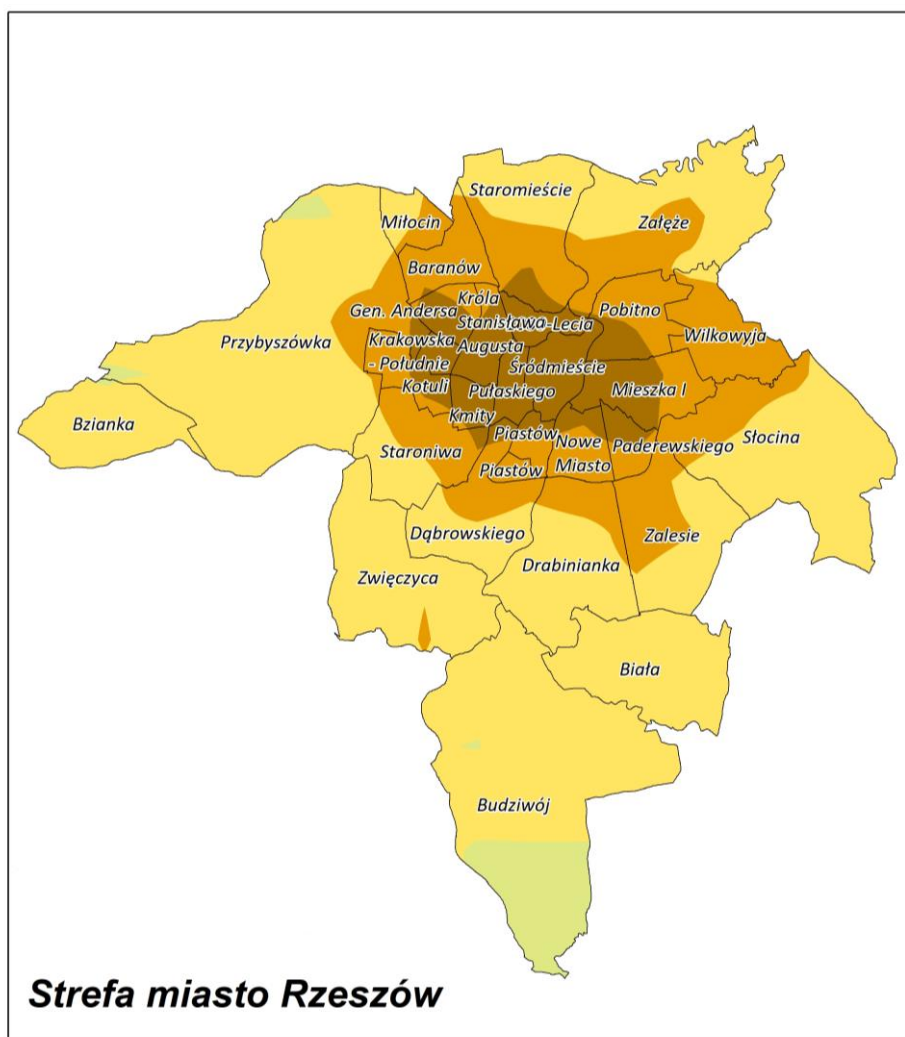 Staromieście
Załęże
Miłocin
Baranów
Król­a
Gen. Andersa
Pobitno
Stanisława
-Lecia
Wilkowyja
Krakowska
Augusta
Przybyszówka
- Południe
Śródmieście
Kotuli
Pułaskiego
Mieszka I
Bzianka
Kmity
Słocina
Piastów
Nowe
Paderewskiego
Staroniwa
Piastów
Miasto
Dąbrowskiego
Zalesie
Drabinianka
Zwięczyca
Biała
Budziwój
Strefa miasto Rzeszów